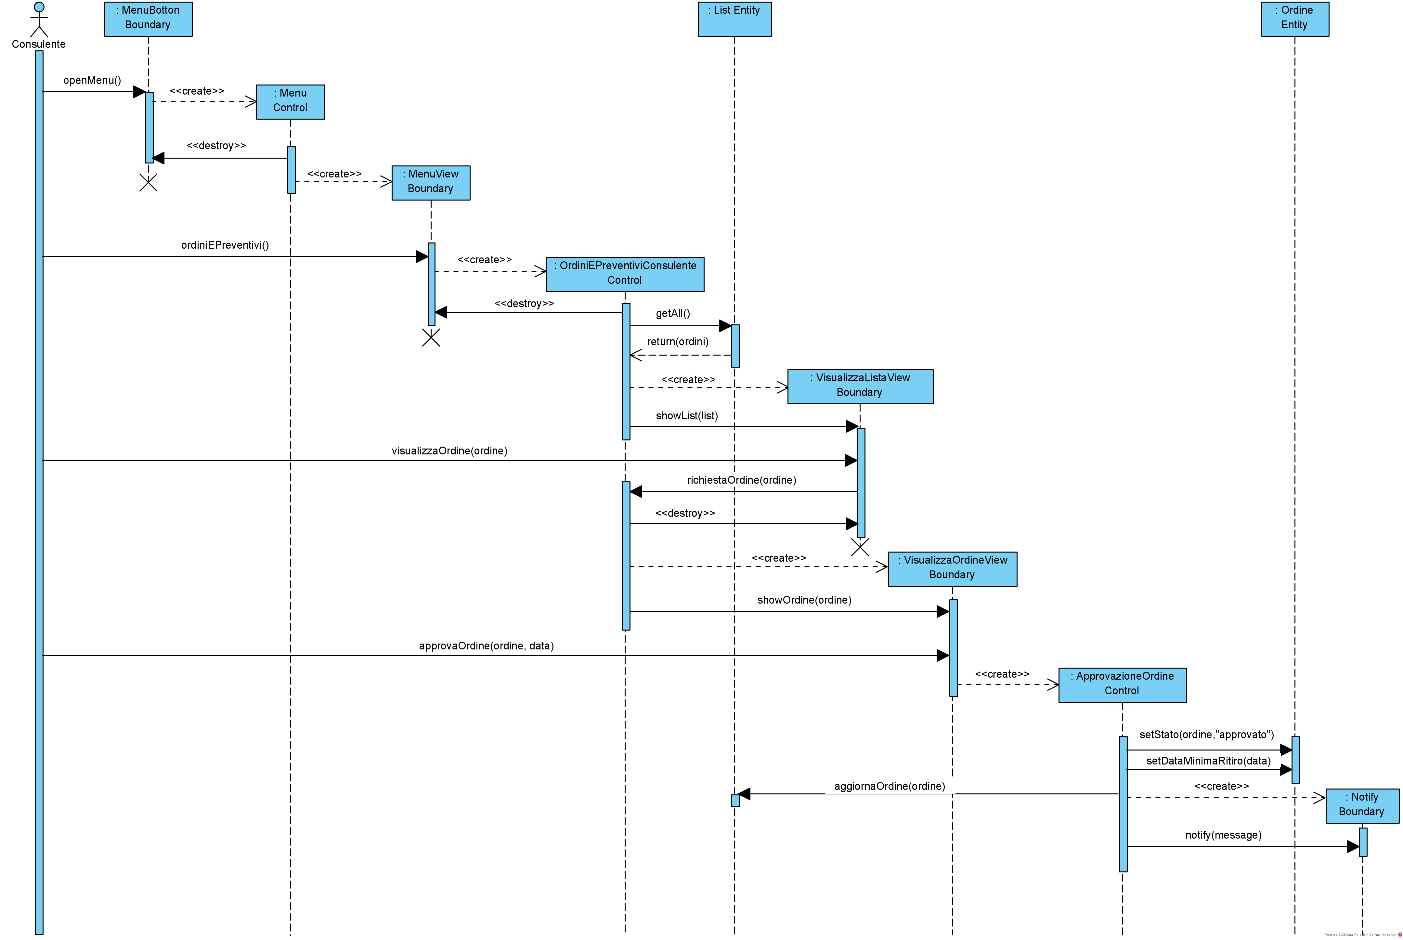 : MenuBotton
Boundary
: List Entity
: Ordine
Entity
Consulente
openMenu()
<<create>>
: Menu
Control
<<destroy>>
<<create>>
: MenuView
Boundary
ordiniEPreventivi()
<<create>>
: OrdiniEPreventiviConsulente
Control
<<destroy>>
getAll()
return(ordini)
<<create>>
: VisualizzaListaView
Boundary
showList(list)
visualizzaOrdine(ordine)
richiestaOrdine(ordine)
<<destroy>>
<<create>>
: VisualizzaOrdineView
Boundary
showOrdine(ordine)
approvaOrdine(ordine, data)
<<create>>
: ApprovazioneOrdine
Control
setStato(ordine,"approvato")
setDataMinimaRitiro(data)
aggiornaOrdine(ordine)
<<create>>
: Notify
Boundary
notify(message)